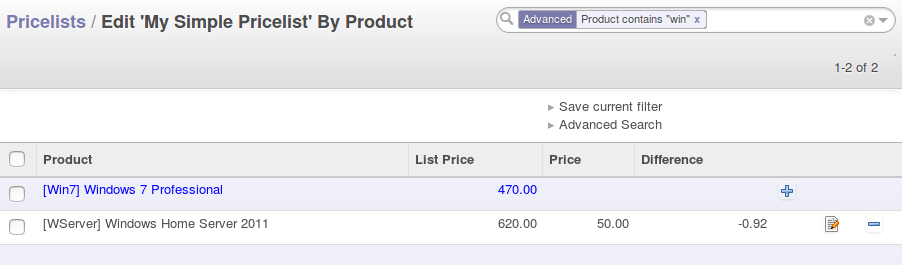 Pricelists / Edit 'My Simple Pricelist' By Product
Advanced Product contains "win" x
1-2 of 2
Save current filter
Advanced Search
Product List Price Price Difference
[Win7] Windows 7 Professional 470.00
[WServer] Windows Home Server 2011 620.00 50.00 -0.92